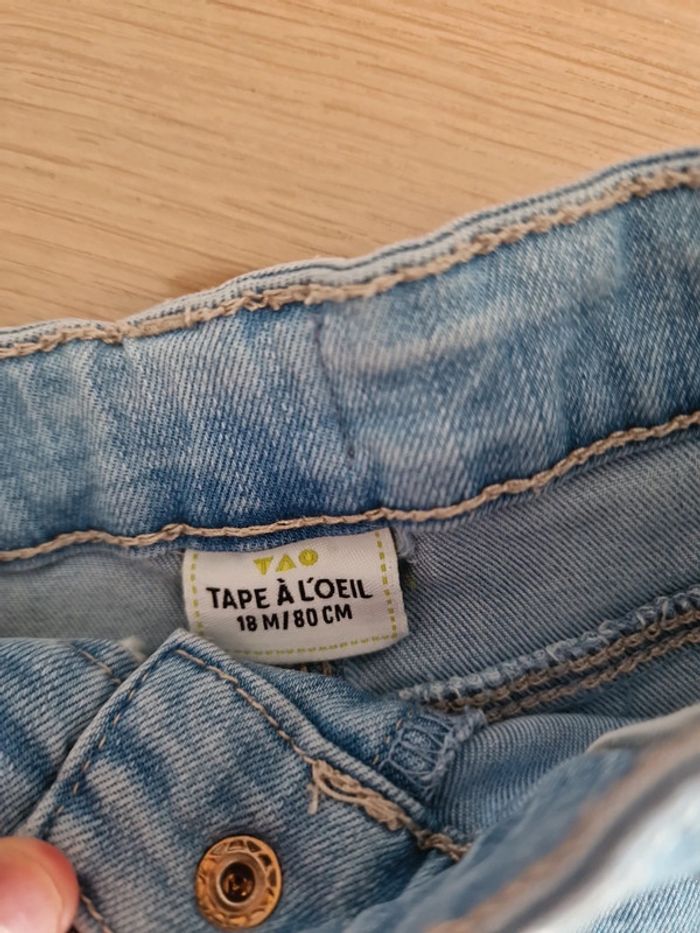 TAO
TAPE À L'OEIL
18 M/80 CM